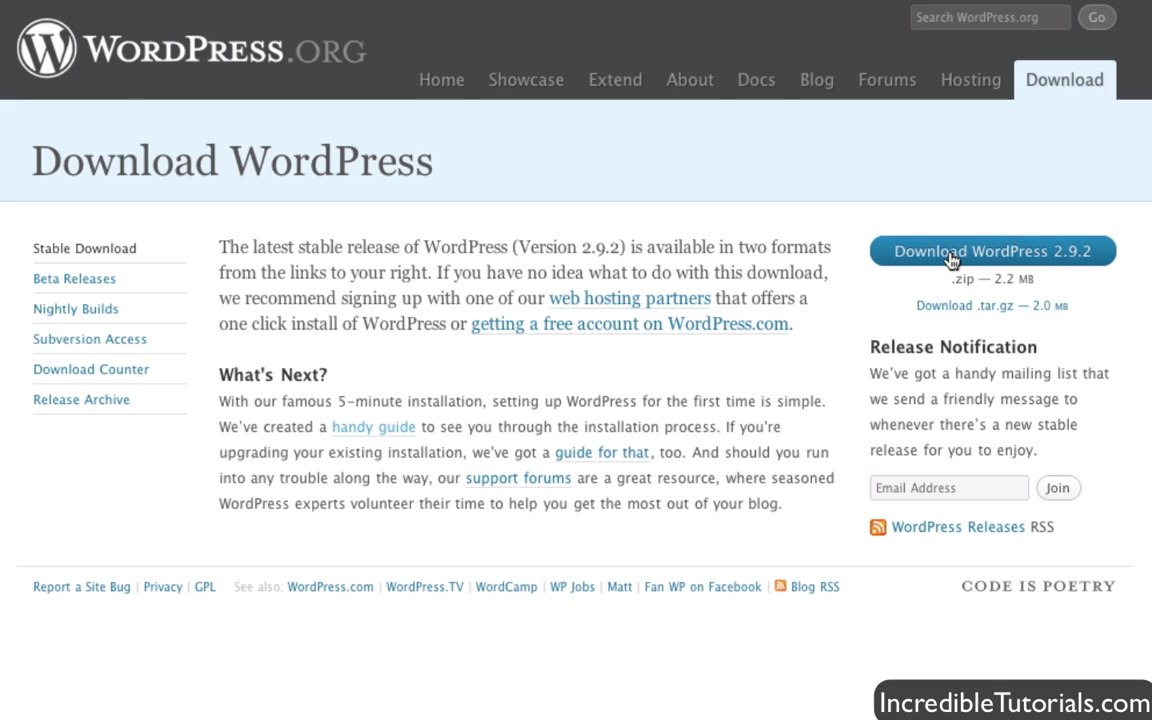 WORDPRESS.ORG
Search WordPress.org
Go
Home
Showcase
Extend
About
Docs
Blog
Forums
Hosting
Download
Download WordPress
Stable Download
Beta Releases
Nightly Builds
Subversion Access
Download Counter
Release Archive
The latest stable release of WordPress (Version 2.9.2) is available in two formats
from the links to your right. If you have no idea what to do with this download,
we recommend signing up with one of our web hosting partners that offers a
one click install of WordPress or getting a free account on WordPress.com.
What's Next?
With our famous 5-minute installation, setting up WordPress for the first time is simple.
We've created a handy guide to see you through the installation process. If you're
upgrading your existing installation, we've got a guide for that, too. And should you run
into any trouble along the way, our support forums are a great resource, where seasoned
WordPress experts volunteer their time to help you get the most out of your blog.
Download WordPress 2.9.2
.zip — 2.2 MB
Download .tar.gz — 2.0 MB
Release Notification
We've got a handy mailing list that
we send a friendly message to
whenever there's a new stable
release for you to enjoy.
Email Address
Join
WordPress Releases RSS
Report a Site Bug | Privacy | GPL
See also: WordPress.com | WordPress.TV | WordCamp | WP Jobs | Matt | Fan WP on Facebook | Blog RSS
CODE IS POETRY
IncredibleTutorials.com